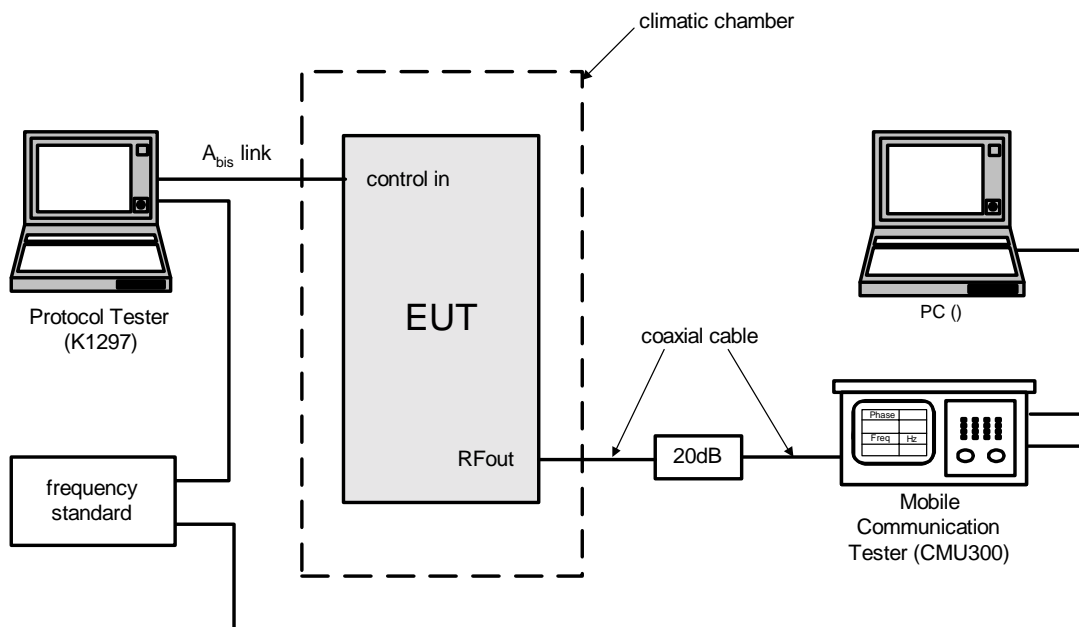 climatic chamber
A_bis link
control in
EUT
Protocol Tester
(K1297)
PC ()
coaxial cable
Phase
Freq Hz
RFout
20dB
frequency
standard
Mobile
Communication
Tester (CMU300)